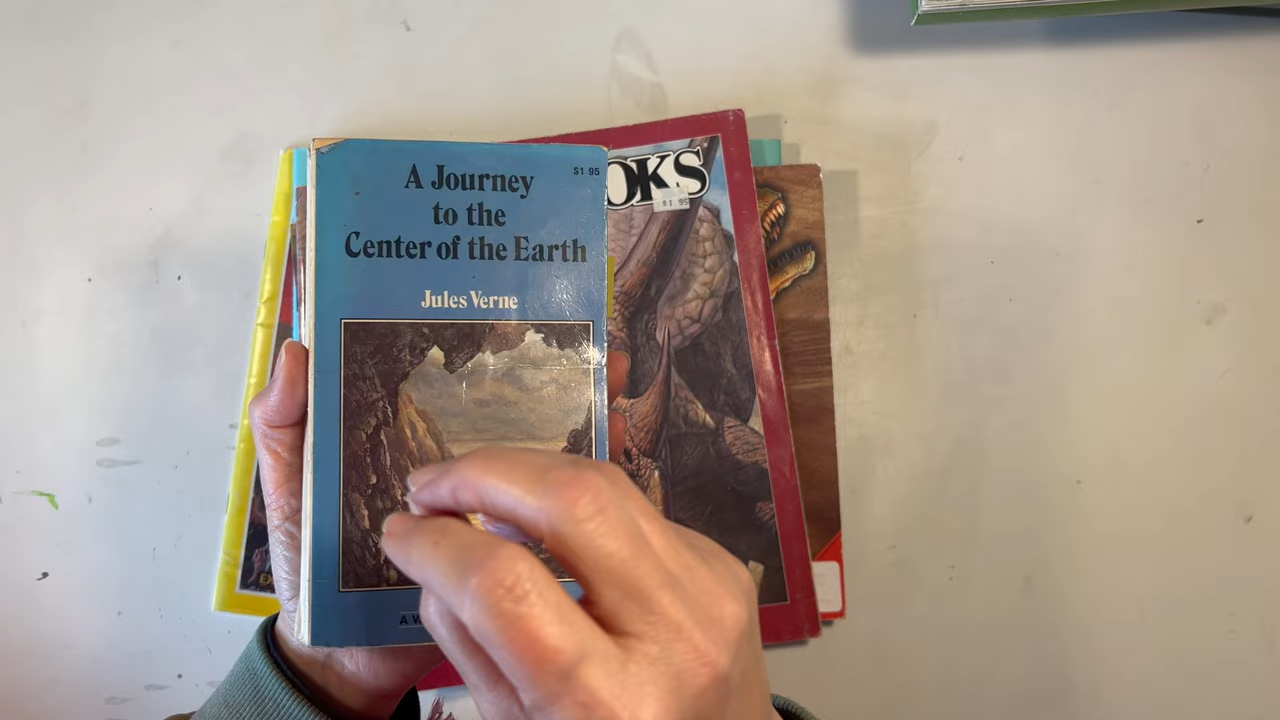 A Journey
to the
Center of the Earth
$1 95
Jules Verne
OKS
$1.95
A